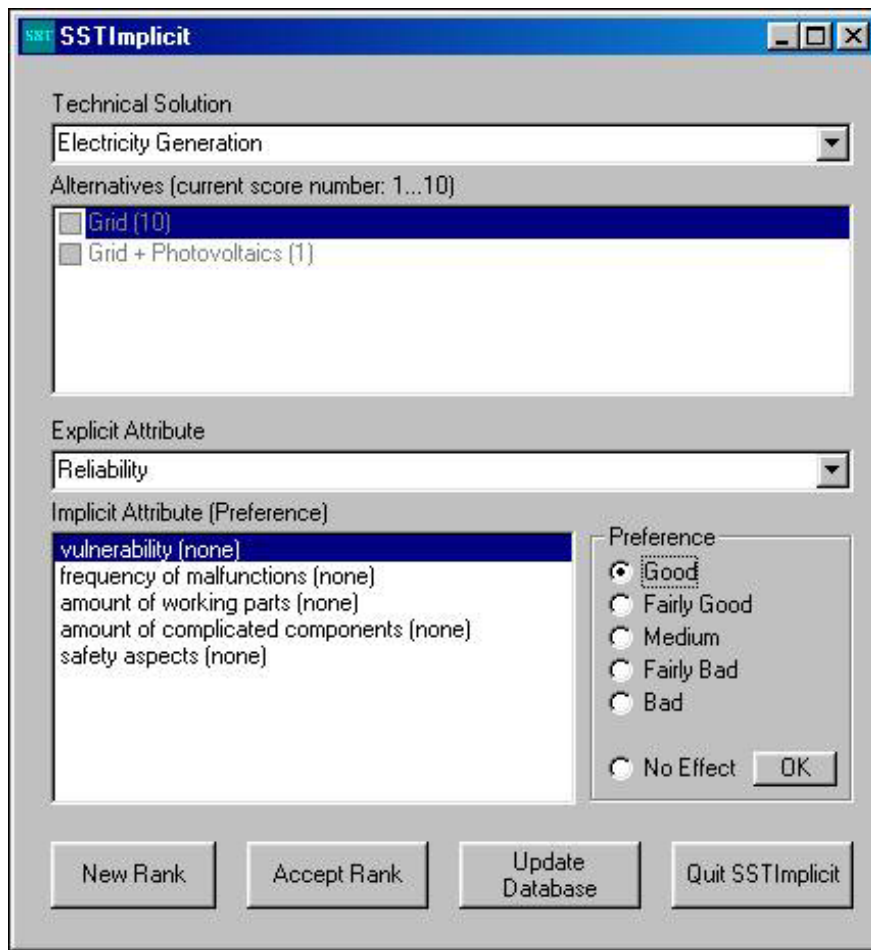 SST SSTImplicit
Technical Solution
Electricity Generation
Alternatives (current score number: 1...10)
Grid (10)
Grid + Photovoltaics (1)
Explicit Attribute
Reliability
Implicit Attribute (Preference)
vulnerability (none)
frequency of malfunctions (none)
amount of working parts (none)
amount of complicated components (none)
safety aspects (none)
Preference
Good
Fairly Good
Medium
Fairly Bad
Bad
No Effect OK
New Rank Accept Rank Update Database Quit SSTImplicit